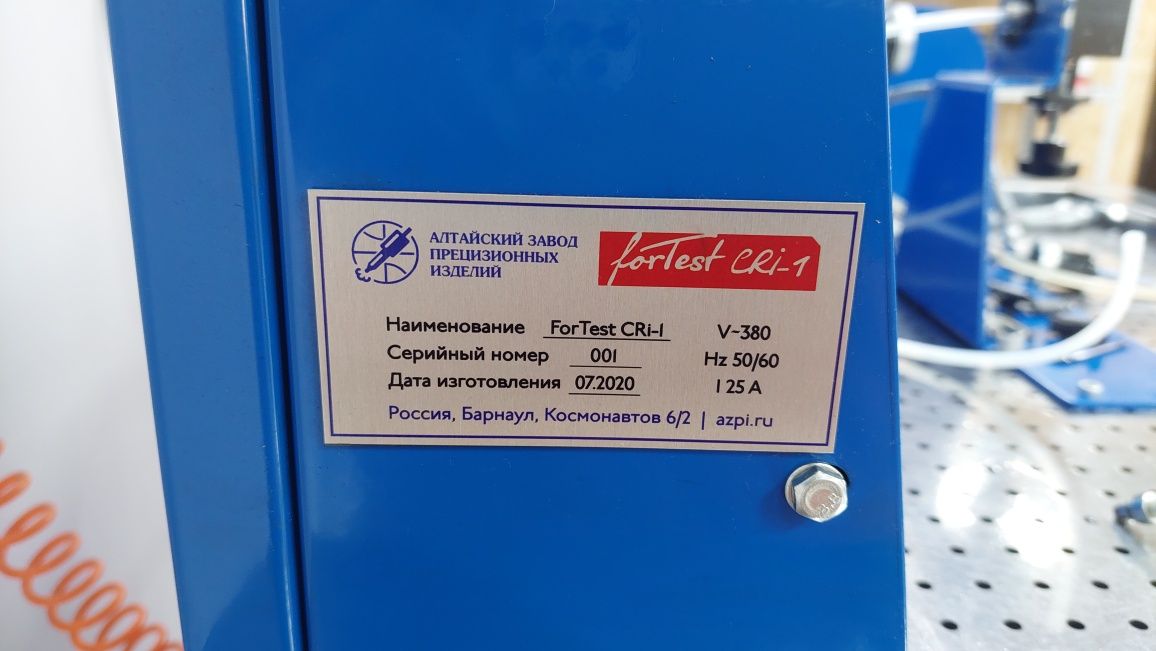 АЛТАЙСКИЙ ЗАВОД
ПРЕЦИЗИОННЫХ
ИЗДЕЛИЙ
forTest CRi-1
Наименование ForTest CRi-1 V~380
Серийный номер 001 Hz 50/60
Дата изготовления 07.2020 I 25 A
Россия, Барнаул, Космонавтов 6/2 | azpi.ru